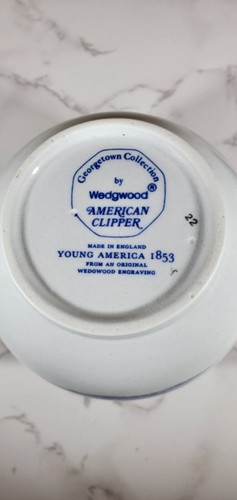 Georgetown Collection
by
Wedgwood®
AMERICAN
CLIPPER
MADE IN ENGLAND
YOUNG AMERICA 1853
FROM AN ORIGINAL
WEDGWOOD ENGRAVING
22